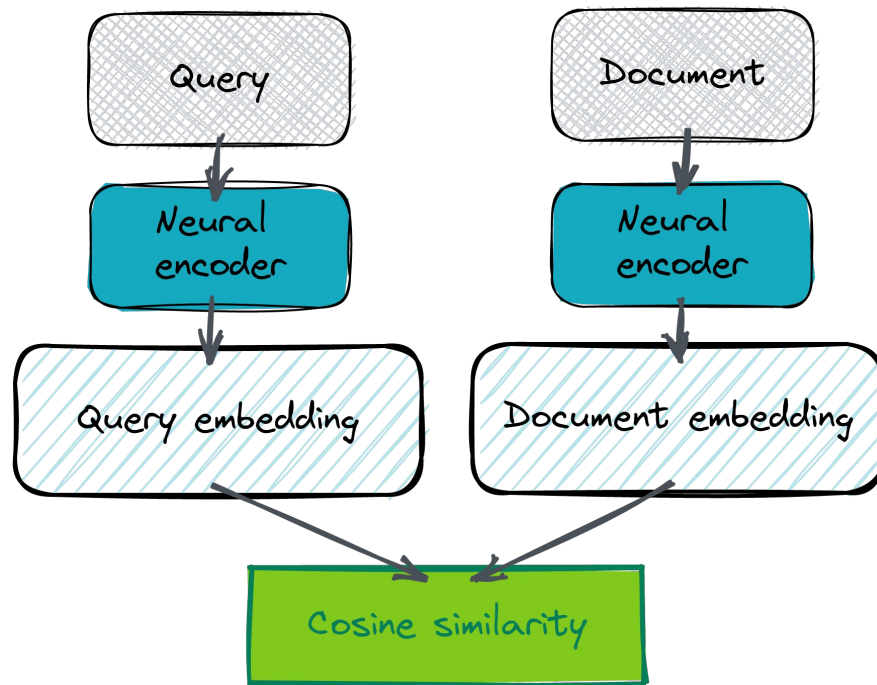 Query
Document
Neural
encoder
Neural
encoder
Query embedding
Document embedding
Cosine similarity